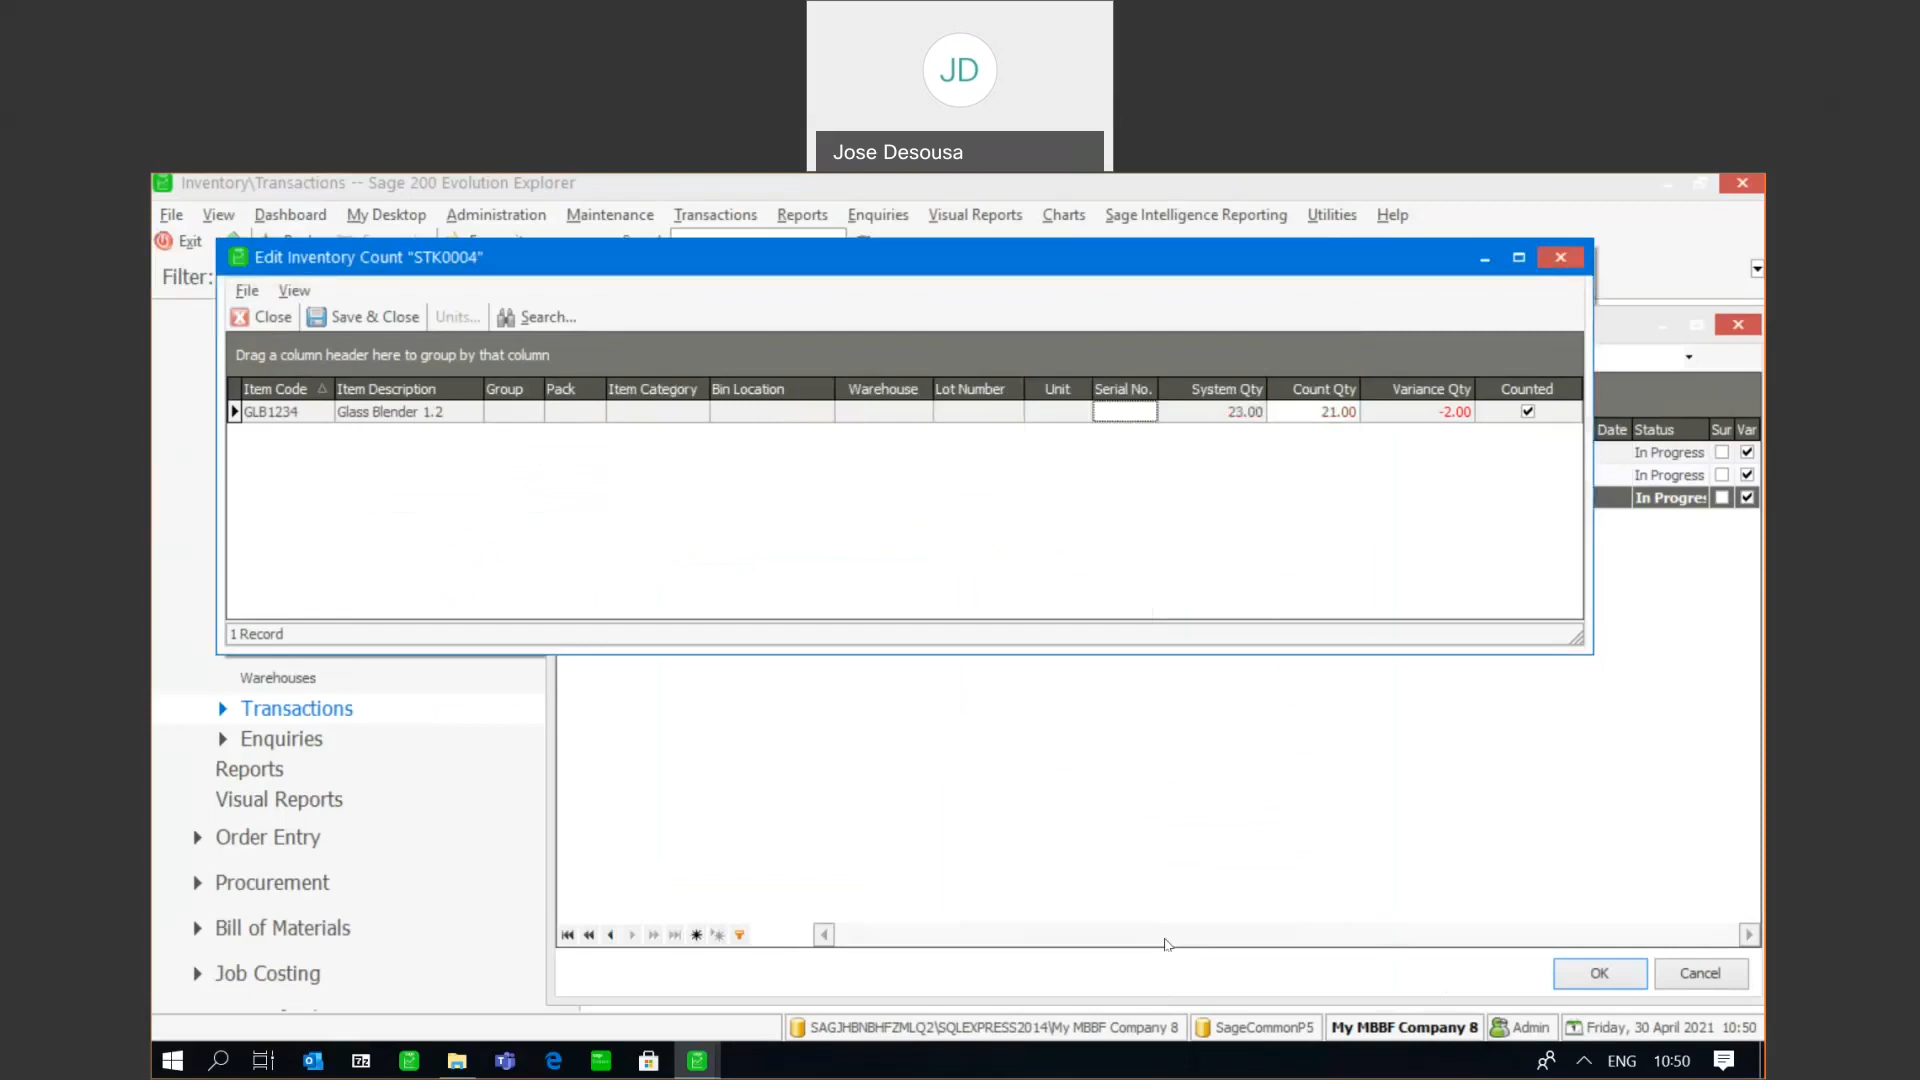 JD
Jose Desousa
Inventory\Transactions -- Sage 200 Evolution Explorer
File View Dashboard My Desktop Administration Maintenance Transactions Reports Enquiries Visual Reports Charts Sage Intelligence Reporting Utilities Help
Exit
Filter:
Edit Inventory Count "STK0004"
File View
Close Save & Close Units... Search...
Drag a column header here to group by that column
Item Code Item Description Group Pack Item Category Bin Location Warehouse Lot Number Unit Serial No. System Qty Count Qty Variance Qty Counted
GLB1234 Glass Blender 1.2 23.00 21.00 -2.00
Date Status Sur Var
In Progress
In Progress
In Progres
1 Record
Warehouses
Transactions
Enquiries
Reports
Visual Reports
Order Entry
Procurement
Bill of Materials
Job Costing
OK Cancel
SAGJHBNBHFZMLQ2\SQLEXPRESS2014\My MBBF Company 8 SageCommonP5 My MBBF Company 8 Admin Friday, 30 April 2021 10:50
ENG 10:50